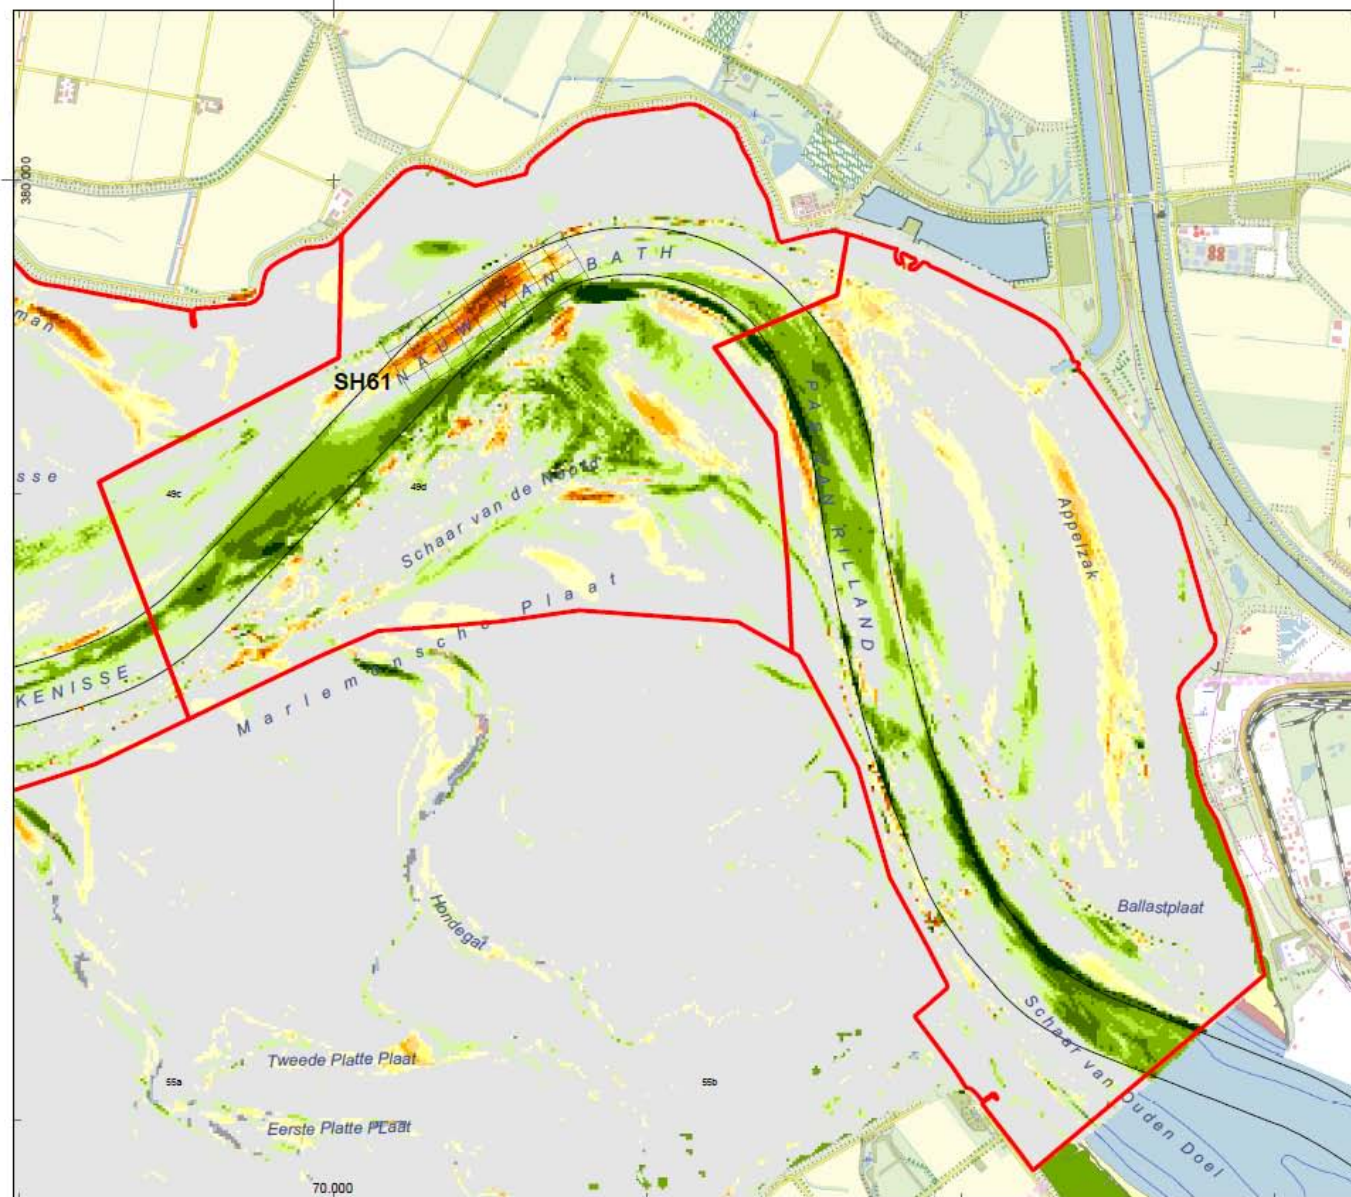 380.000
man
NAUW VAN BATH
SH61
PAS VAN RILLAND
sse
49c
49d
Schaar van de Noord
Appelzak
Marlemonsche Plaat
KENISSE
Ballastplaat
Hondegat
Schaar van Ouden Doel
Tweede Platte Plaat
55a
55b
Eerste Platte PLaat
70.000